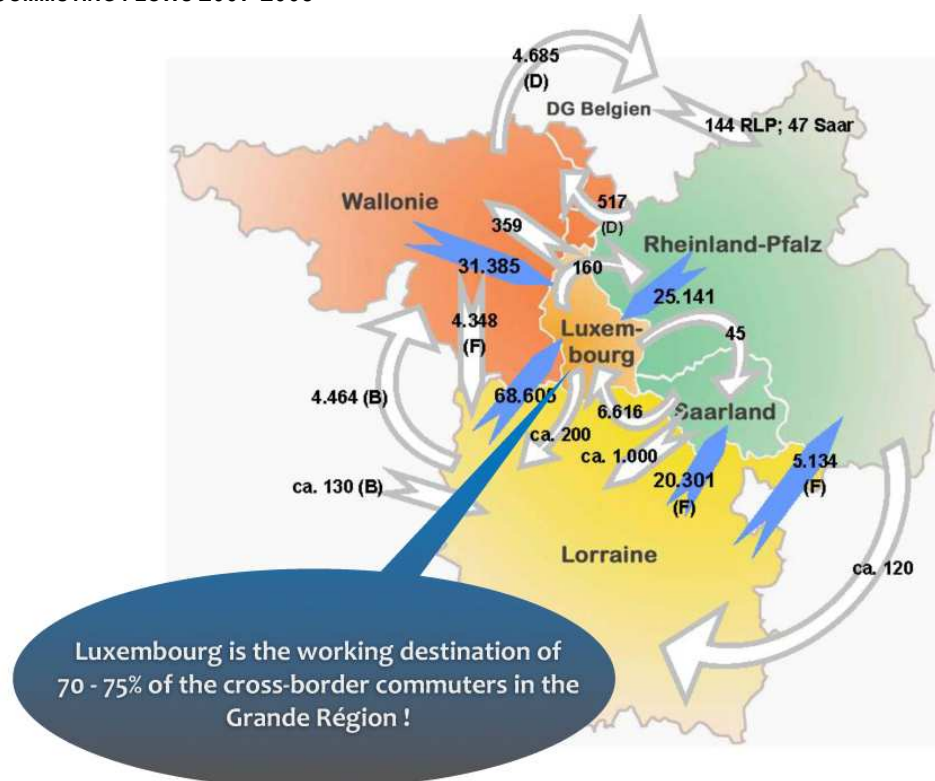 4.685
(D)
DG Belgien
144 RLP; 47 Saar
Wallonie
359
517
(D)
Rheinland-Pfalz
31.385
160
25.141
4.348
(F)
Luxem-
bourg
45
4.464 (B)
68.605
6.616
Saarland
ca. 200
ca. 1.000
ca. 130 (B)
20.301
(F)
5.134
(F)
Lorraine
ca. 120
Luxembourg is the working destination of
70 - 75% of the cross-border commuters in the
Grande Région !